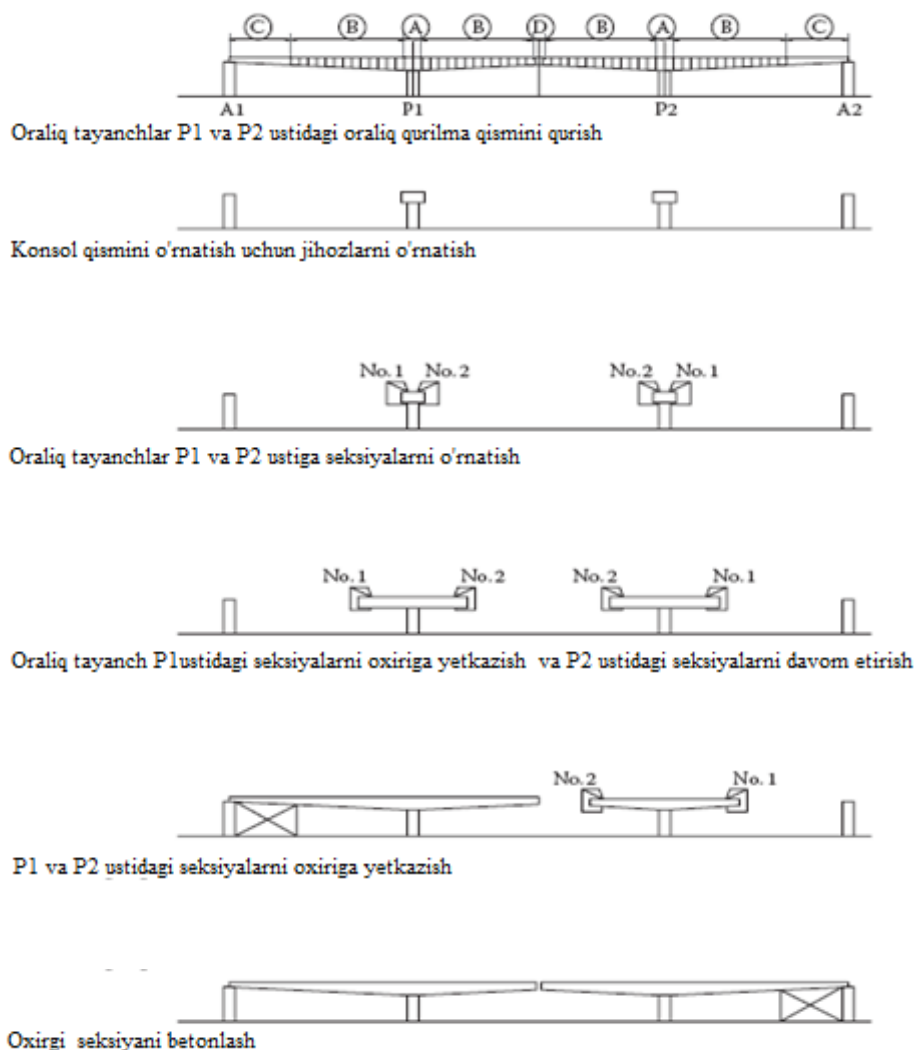 C B A B D B A B C
A1 P1 P2 A2
Oraliq tayanchlar P1 va P2 ustidagi oraliq qurilma qismini qurish
Konsol qismini o'rnatish uchun jihozlarni o'rnatish
No.1 No.2 No.2 No.1
Oraliq tayanchlar P1 va P2 ustiga seksiyalarni o'rnatish
No.1 No.2 No.2 No.1
Oraliq tayanch P1ustidagi seksiyalarni oxiriga yetkazish va P2 ustidagi seksiyalarni davom etirish
No.2 No.1
P1 va P2 ustidagi seksiyalarni oxiriga yetkazish
Oxirgi seksiyani betonlash